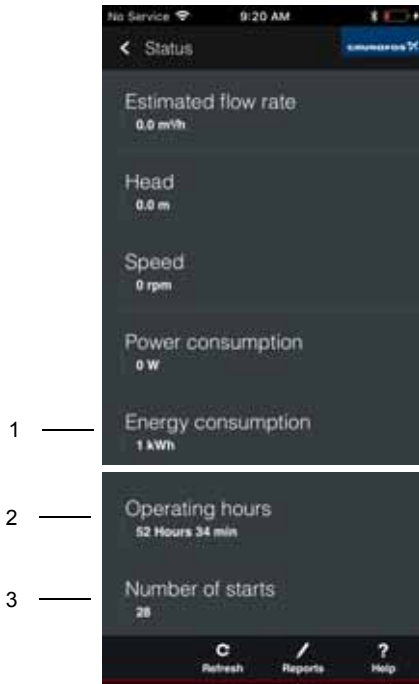 No Service 9:20 AM
Status GRUNDFOS
Estimated flow rate
0.0 m³/h
Head
0.0 m
Speed
0 rpm
Power consumption
0 W
1 Energy consumption
1 kWh
2 Operating hours
52 Hours 34 min
3 Number of starts
28
Refresh Reports ? Help